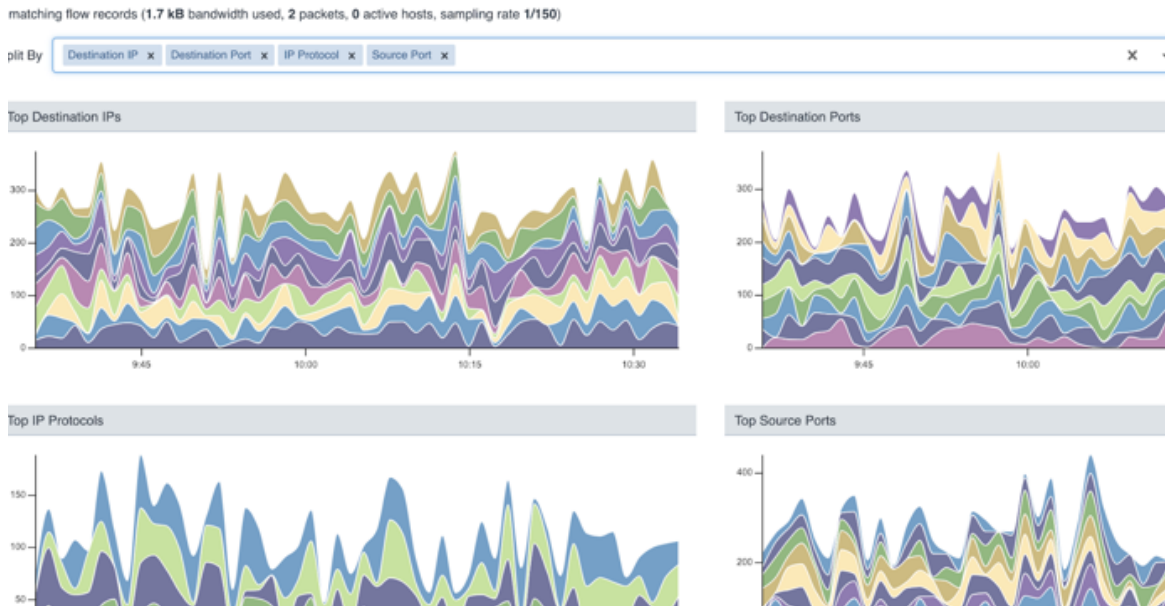 matching flow records (1.7 kB bandwidth used, 2 packets, 0 active hosts, sampling rate 1/150)
plit By Destination IP x Destination Port x IP Protocol x Source Port x x
Top Destination IPs
300
200
100
0
9:45 10:00 10:15 10:30
Top Destination Ports
300
200
100
0
9:45 10:00
Top IP Protocols
150
100
50
Top Source Ports
400
200